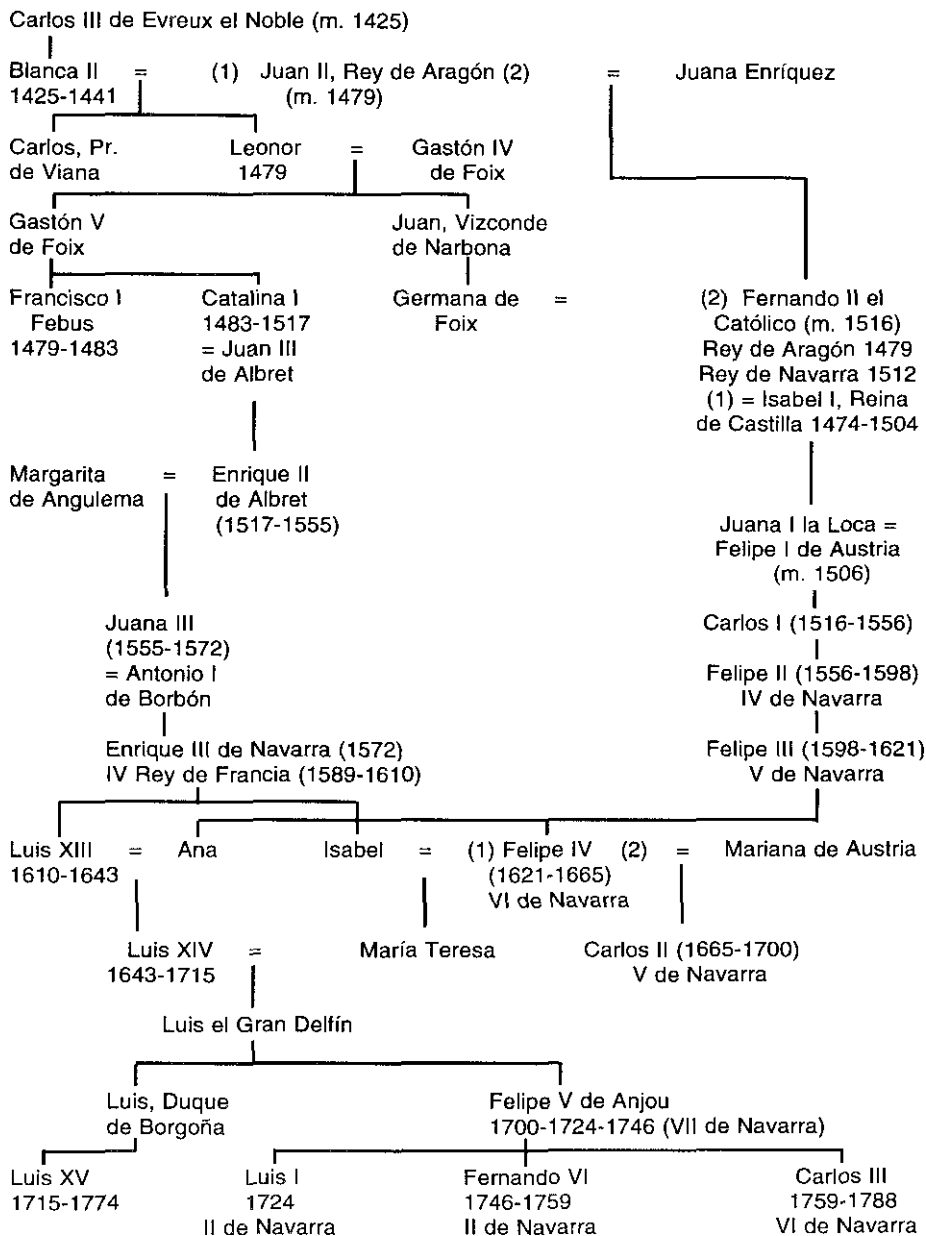 Carlos III de Evreux el Noble (m. 1425)
Blanca II = (1) Juan II, Rey de Aragón (2) = Juana Enríquez
1425-1441 (m. 1479)
Carlos, Pr. Leonor = Gastón IV
de Viana 1479 de Foix
Gastón V Juan, Vizconde
de Foix de Narbona
Francisco I Catalina I Germana de = (2) Fernando II el
Febus 1483-1517 Foix Católico (m. 1516)
1479-1483 = Juan III Rey de Aragón 1479
de Albret Rey de Navarra 1512
(1) = Isabel I, Reina
de Castilla 1474-1504
Margarita = Enrique II
de Angulema de Albret
(1517-1555)
Juana I la Loca =
Felipe I de Austria
(m. 1506)
Juana III Carlos I (1516-1556)
(1555-1572)
= Antonio I Felipe II (1556-1598)
de Borbón IV de Navarra
Enrique III de Navarra (1572) Felipe III (1598-1621)
IV Rey de Francia (1589-1610) V de Navarra
Luis XIII = Ana Isabel = (1) Felipe IV (2) = Mariana de Austria
1610-1643 (1621-1665)
VI de Navarra
Luis XIV = María Teresa Carlos II (1665-1700)
1643-1715 V de Navarra
Luis el Gran Delfín
Luis, Duque Felipe V de Anjou
de Borgoña 1700-1724-1746 (VII de Navarra)
Luis XV Luis I Fernando VI Carlos III
1715-1774 1724 1746-1759 1759-1788
II de Navarra II de Navarra VI de Navarra